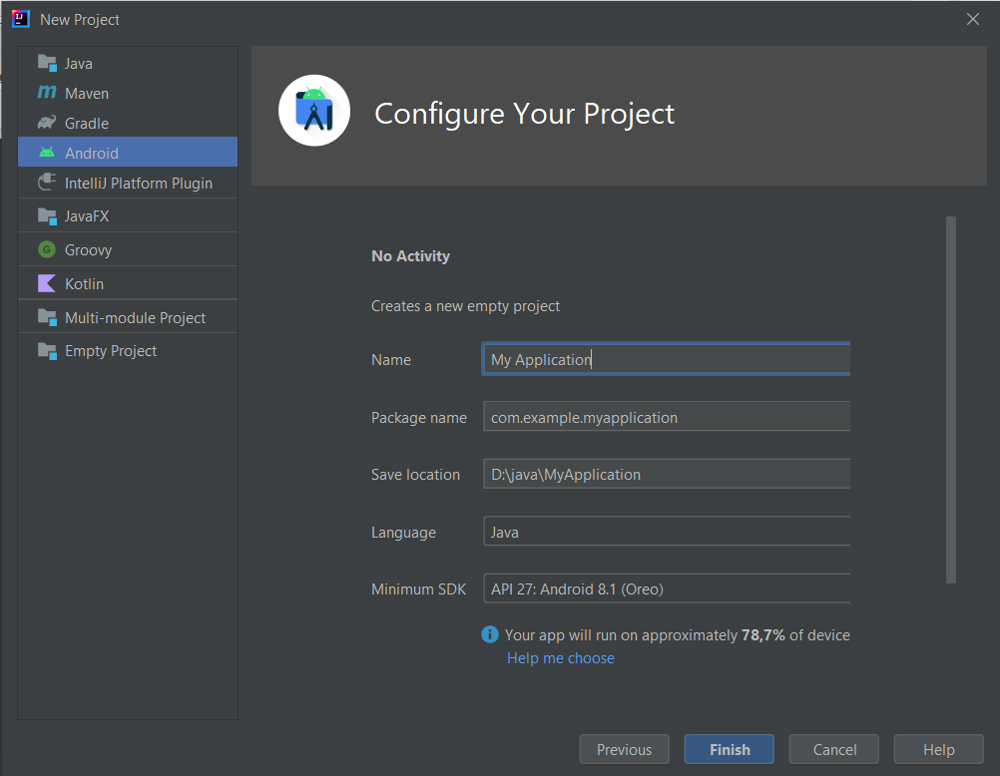 New Project
Java
Maven
Gradle
Android
IntelliJ Platform Plugin
JavaFX
Groovy
Kotlin
Multi-module Project
Empty Project
Configure Your Project
No Activity
Creates a new empty project
Name My Application
Package name com.example.myapplication
Save location D:\java\MyApplication
Language Java
Minimum SDK API 27: Android 8.1 (Oreo)
Your app will run on approximately 78,7% of device
Help me choose
Previous Finish Cancel Help